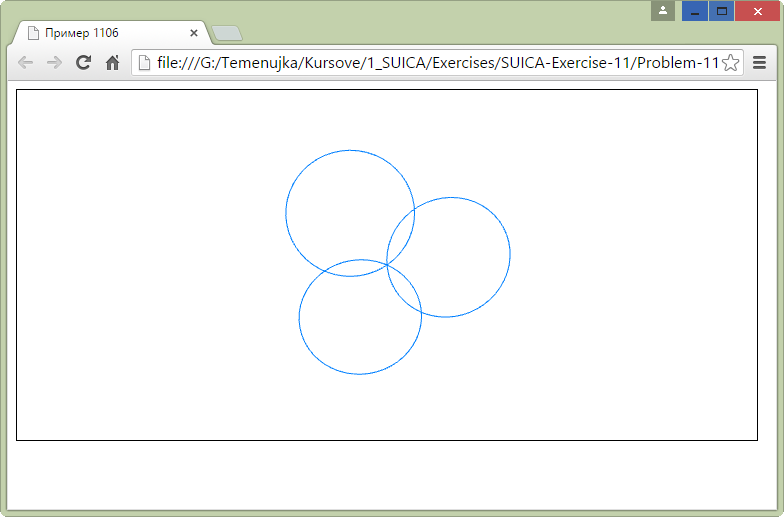 Пример 1106
file:///G:/Temenujka/Kursove/1_SUICA/Exercises/SUICA-Exercise-11/Problem-11